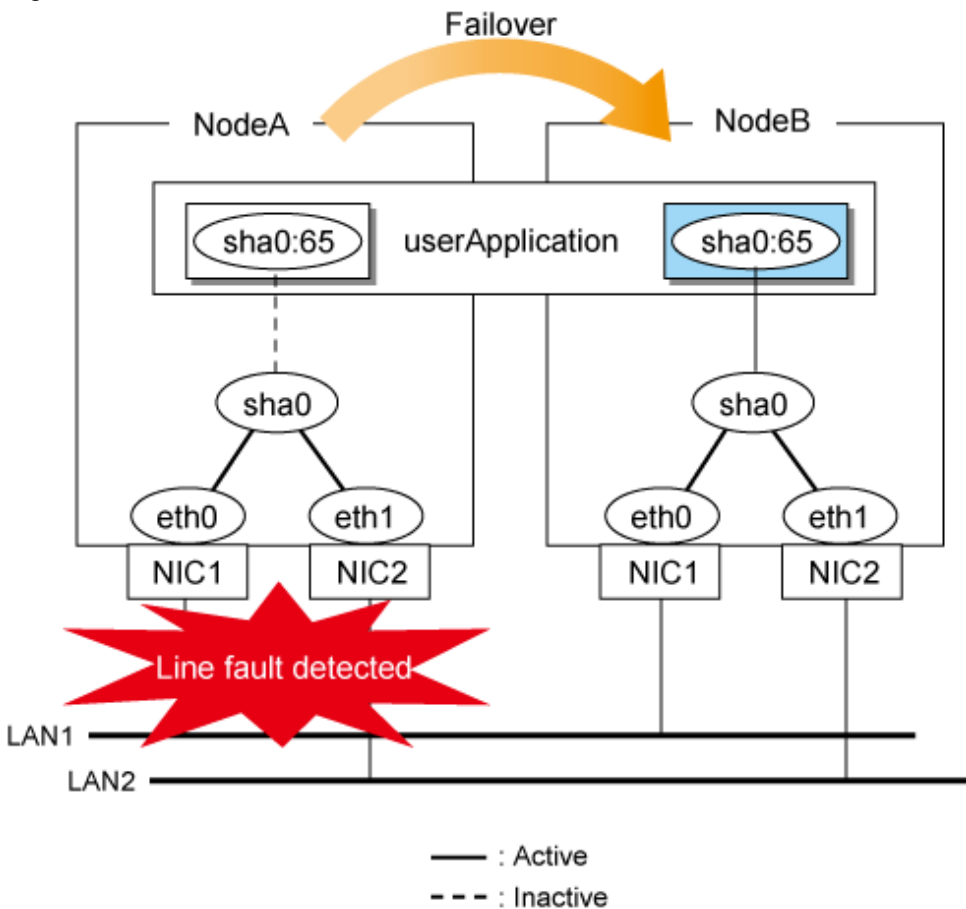 Failover
NodeA
NodeB
sha0:65
userApplication
sha0:65
sha0
sha0
eth0
eth1
eth0
eth1
NIC1
NIC2
NIC1
NIC2
Line fault detected
LAN1
LAN2
: Active
: Inactive